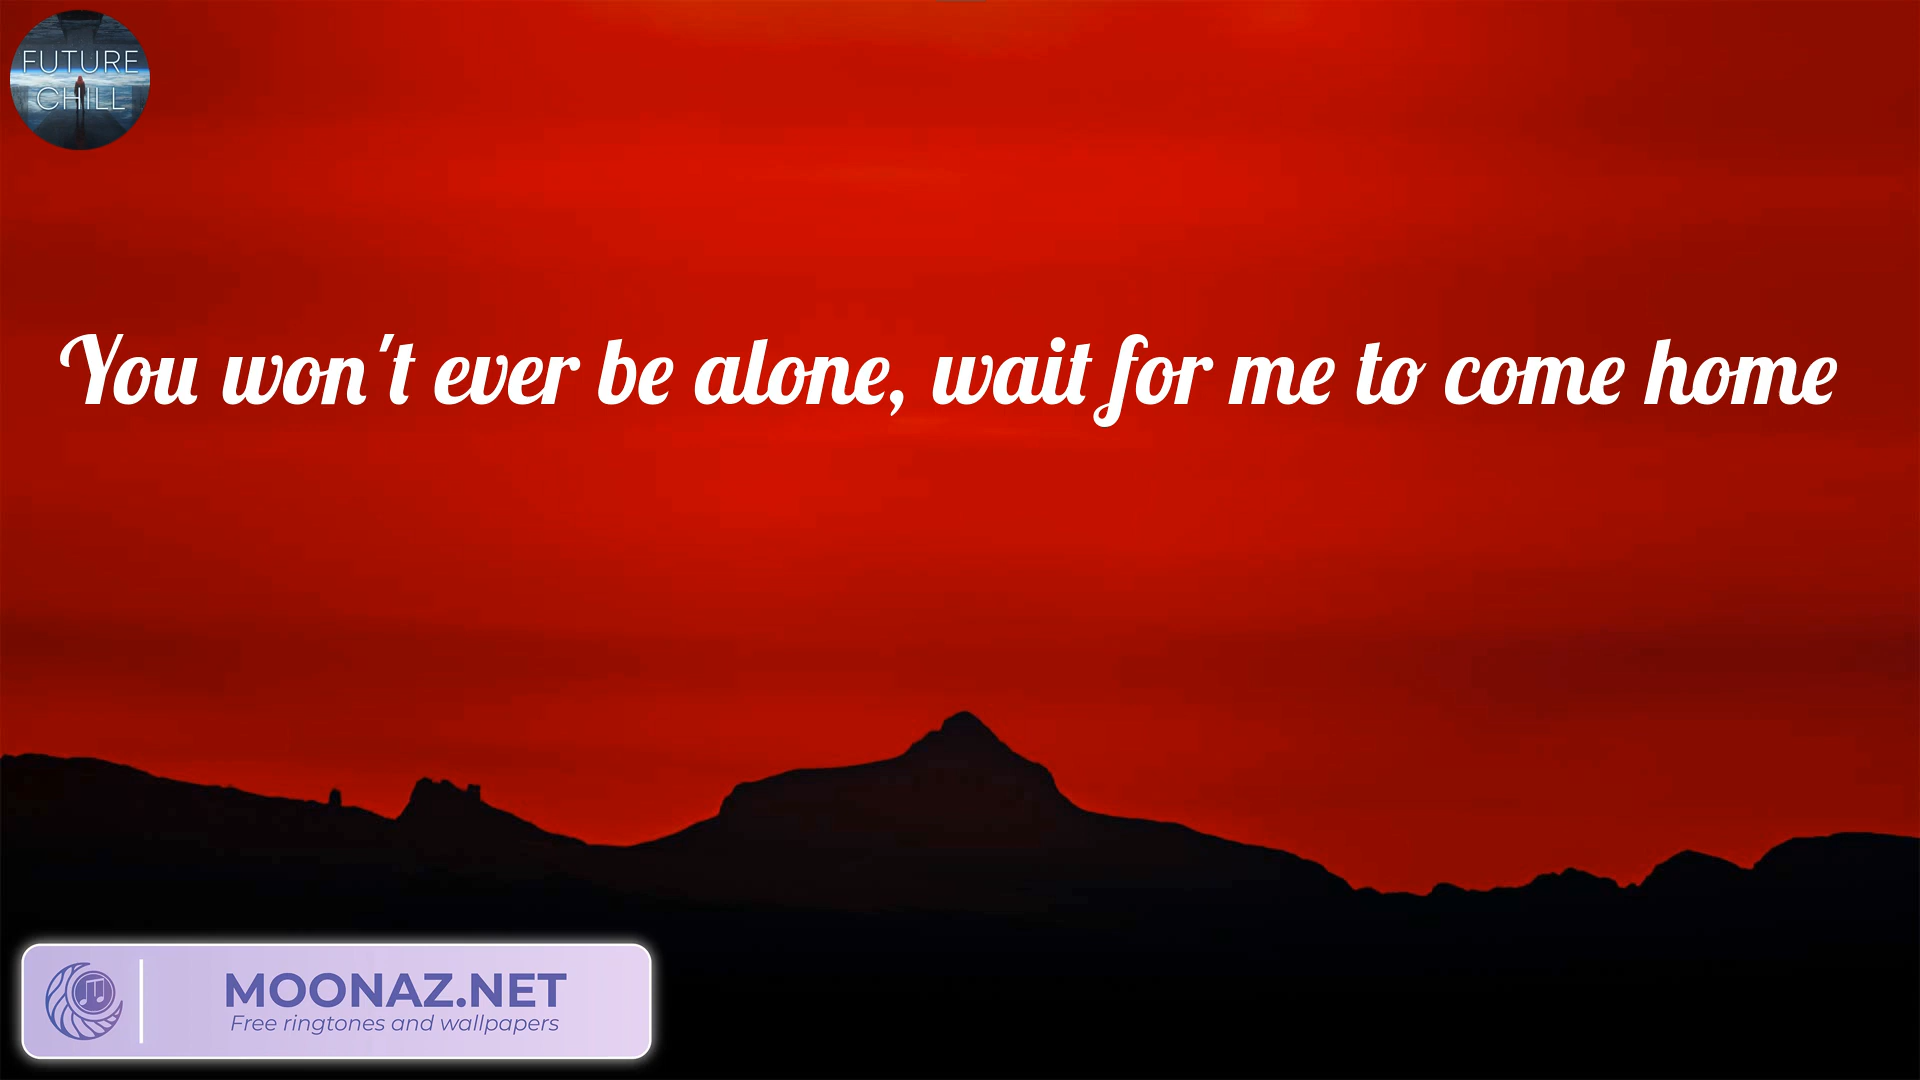 FUTURE
CHILL
You won't ever be alone, wait for me to come home
MOONAZ.NET
Free ringtones and wallpapers